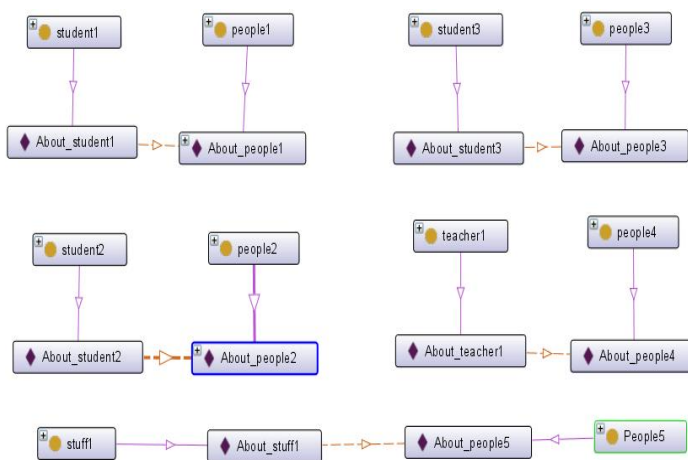 student1
people1
student3
people3
About_student1
About_people1
About_student3
About_people3
student2
people2
teacher1
people4
About_student2
About_people2
About_teacher1
About_people4
stuff1
About_stuff1
About_people5
People5